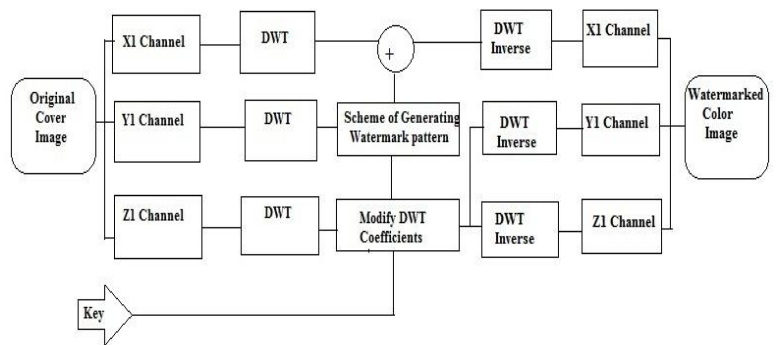 X1 Channel
DWT
+
DWT
Inverse
X1 Channel
Original
Cover
Image
Y1 Channel
DWT
Scheme of Generating
Watermark pattern
DWT
Inverse
Y1 Channel
Watermarked
Color
Image
Z1 Channel
DWT
Modify DWT
Coefficients
DWT
Inverse
Z1 Channel
Key